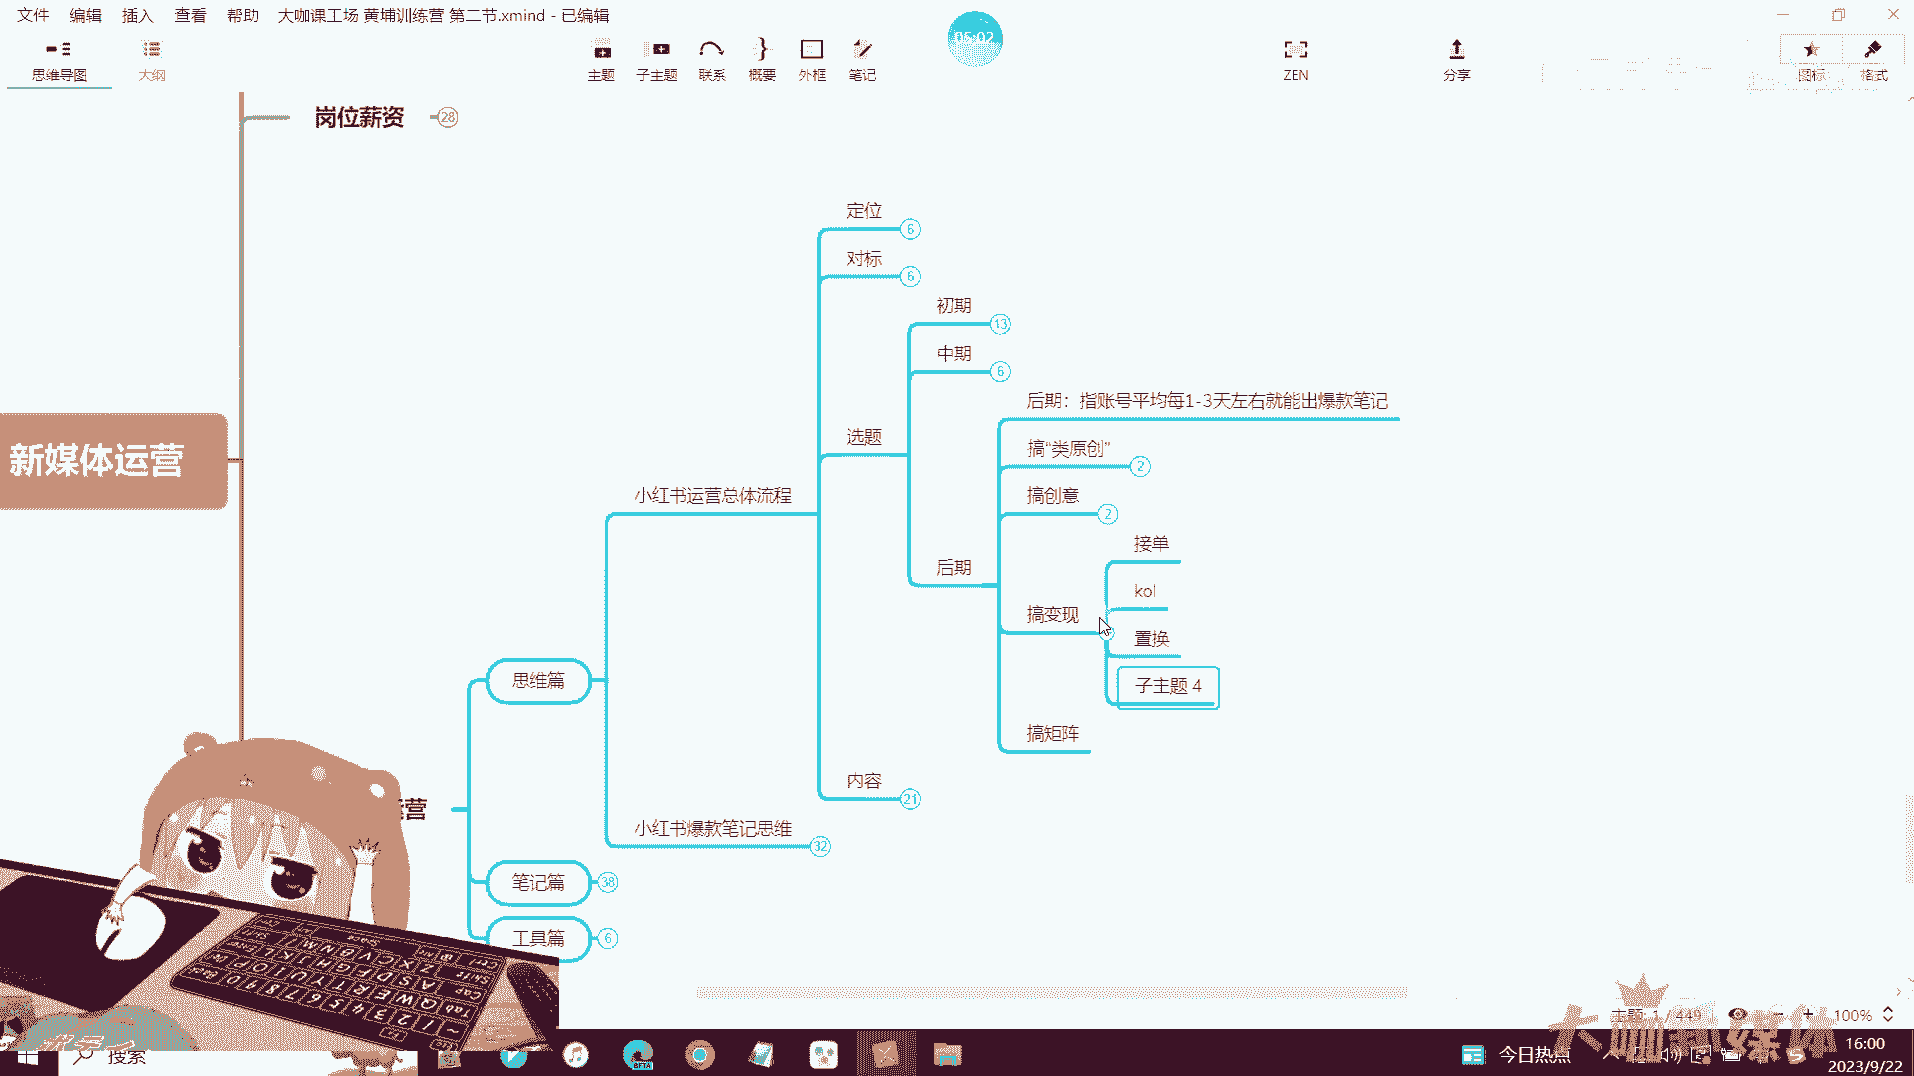 文件 编辑 插入 查看 帮助 大咖课工场 黄埔训练营 第二节.xmind - 已编辑
06:02
思维导图 大纲 主题 子主题 联系 概要 外框 笔记 ZEN 分享 图标 格式
岗位薪资 28
定位 6
对标 6
初期 13
中期 6
后期：指账号平均每1-3天左右就能出爆款笔记
选题
搞“类原创” 2
新媒体运营
小红书运营总体流程
搞创意 2
接单
后期
kol
搞变现
置换
思维篇
子主题 4
搞矩阵
内容 21
营
小红书爆款笔记思维 32
笔记篇 38
工具篇 6
主题: 1 / 449 100%
大咖新媒体
搜索
今日热点
16:00
2023/9/22